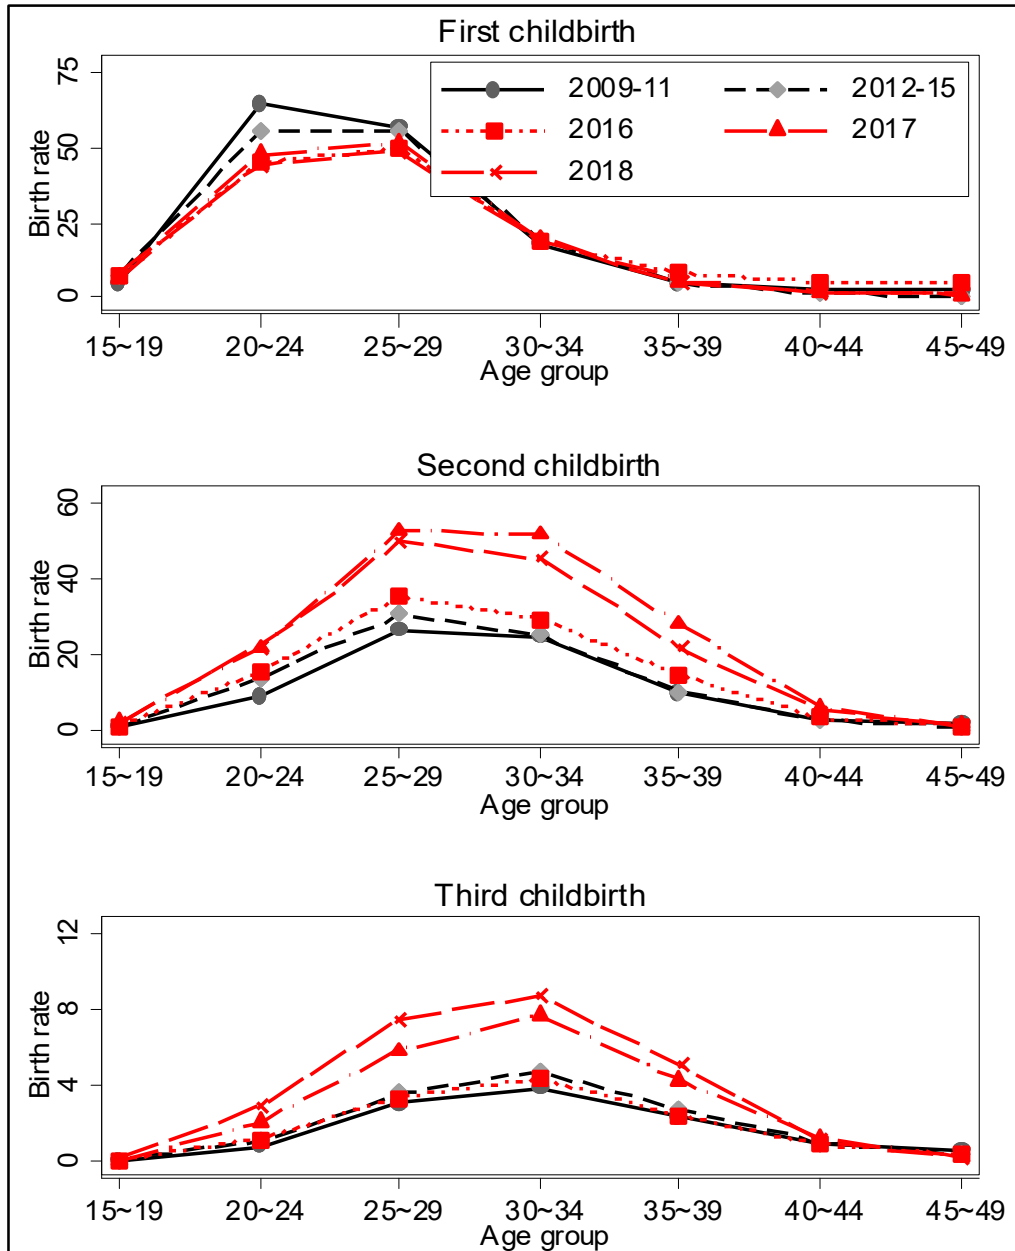 First childbirth
75
50
25
0
Birth rate
2009-11
2012-15
2016
2017
2018
15~19 20~24 25~29 30~34 35~39 40~44 45~49
Age group
Second childbirth
60
40
20
0
Birth rate
15~19 20~24 25~29 30~34 35~39 40~44 45~49
Age group
Third childbirth
12
8
4
0
Birth rate
15~19 20~24 25~29 30~34 35~39 40~44 45~49
Age group